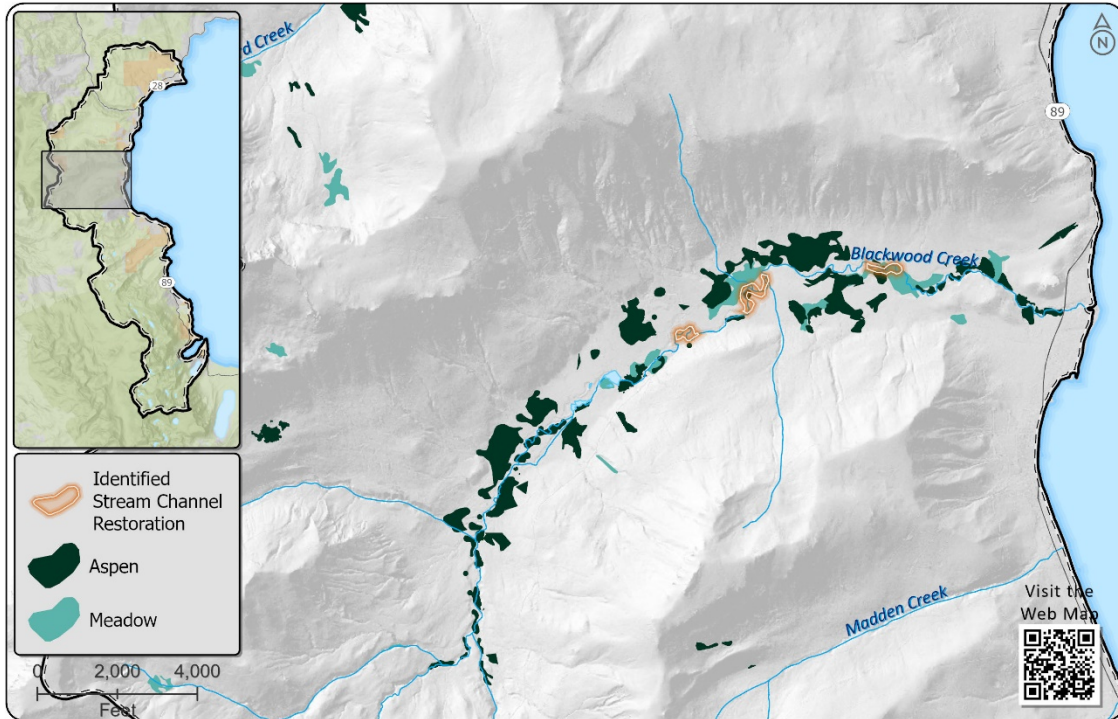 28
89
d Creek
N
89
Blackwood Creek
Identified
Stream Channel
Restoration
Aspen
Meadow
0 2,000 4,000
Feet
Madden Creek
Visit the
Web Map